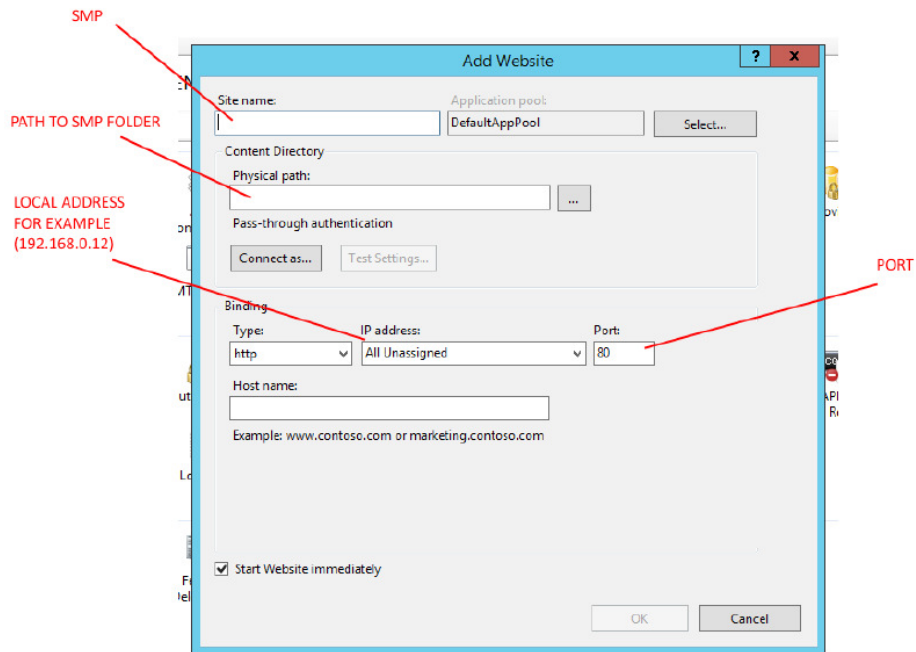 SMP
Add Website
? x
Site name:
Application pool:
DefaultAppPool
Select...
PATH TO SMP FOLDER
Content Directory
Physical path:
...
Pass-through authentication
Connect as...
Test Settings...
LOCAL ADDRESS
FOR EXAMPLE
(192.168.0.12)
PORT
Binding
Type:
IP address:
Port:
http
All Unassigned
80
Host name:
Example: www.contoso.com or marketing.contoso.com
Start Website immediately
OK
Cancel